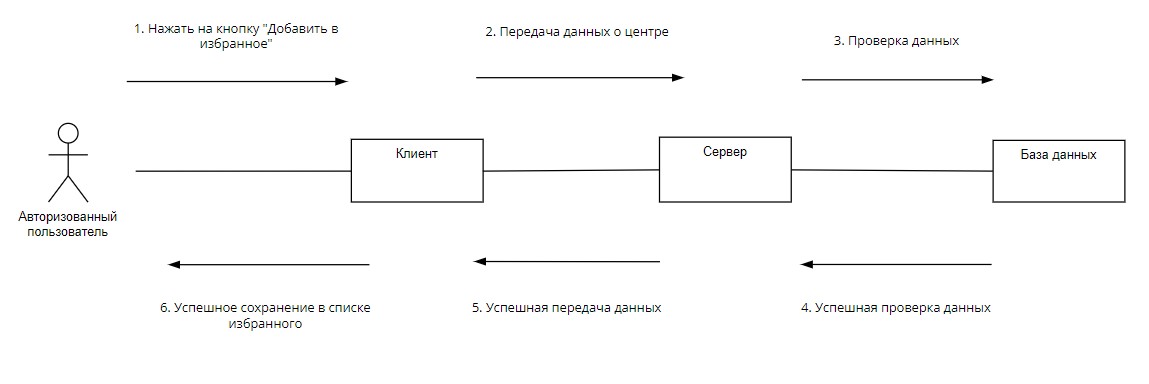 1. Нажать на кнопку "Добавить в
избранное"
2. Передача данных о центре
3. Проверка данных
Клиент
Сервер
База данных
Авторизованный
пользователь
6. Успешное сохранение в списке
избранного
5. Успешная передача данных
4. Успешная проверка данных